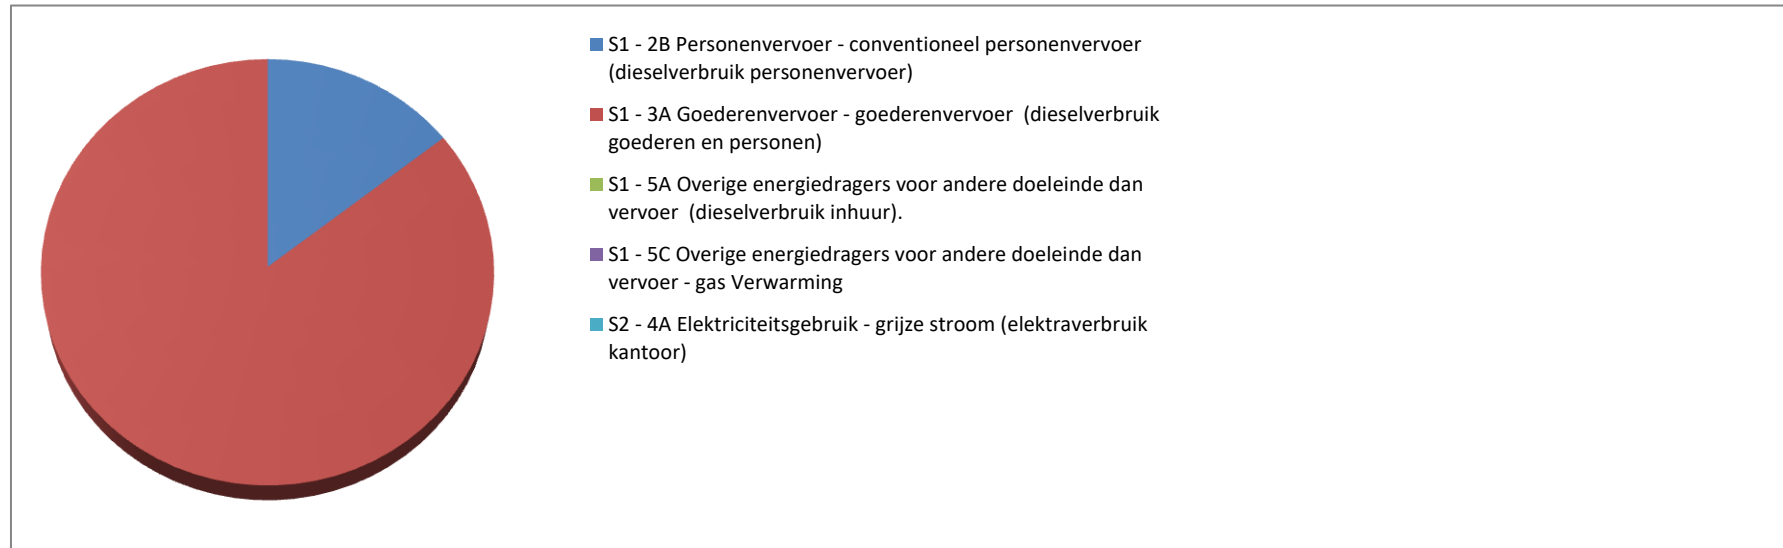 S1 - 2B Personenvervoer - conventioneel personenvervoer
(dieselverbruik personenvervoer)
S1 - 3A Goederenvervoer - goederenvervoer  (dieselverbruik
goederen en personen)
S1 - 5A Overige energiedragers voor andere doeleinde dan
vervoer  (dieselverbruik inhuur).
S1 - 5C Overige energiedragers voor andere doeleinde dan
vervoer - gas Verwarming
S2 - 4A Elektriciteitsgebruik - grijze stroom (elektraverbruik
kantoor)